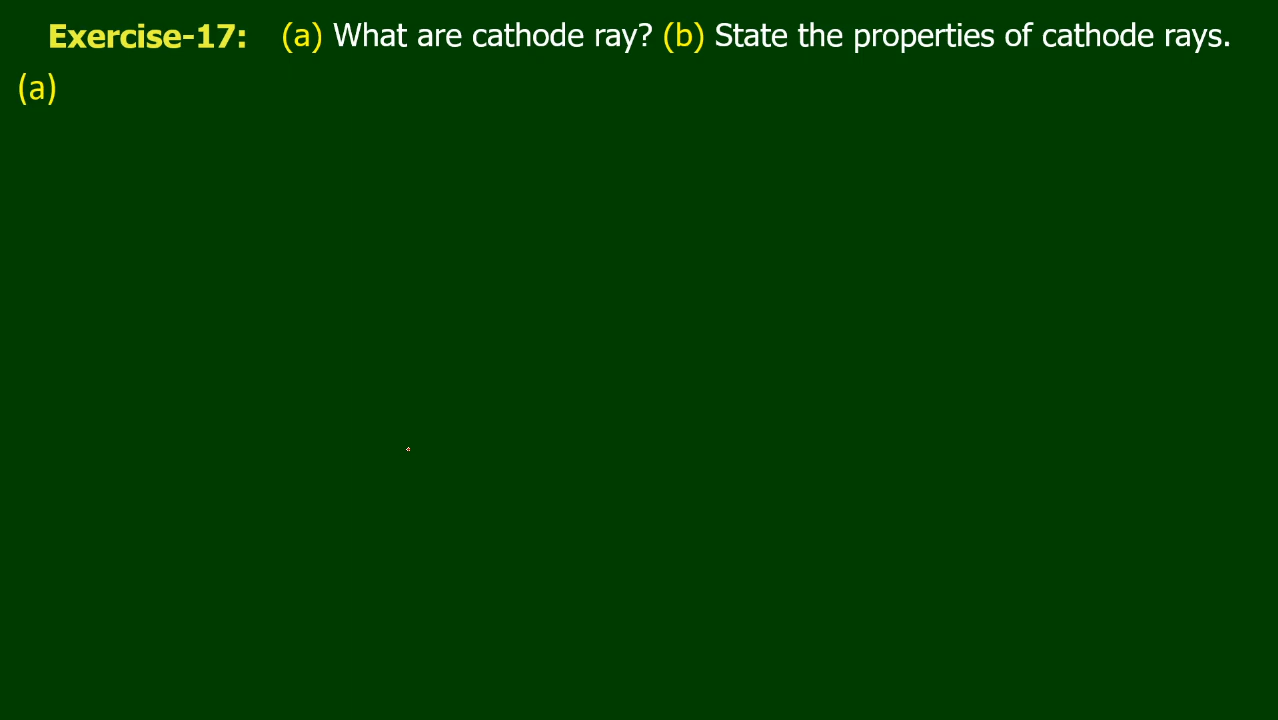 Exercise-17: (a) What are cathode ray? (b) State the properties of cathode rays.
(a)